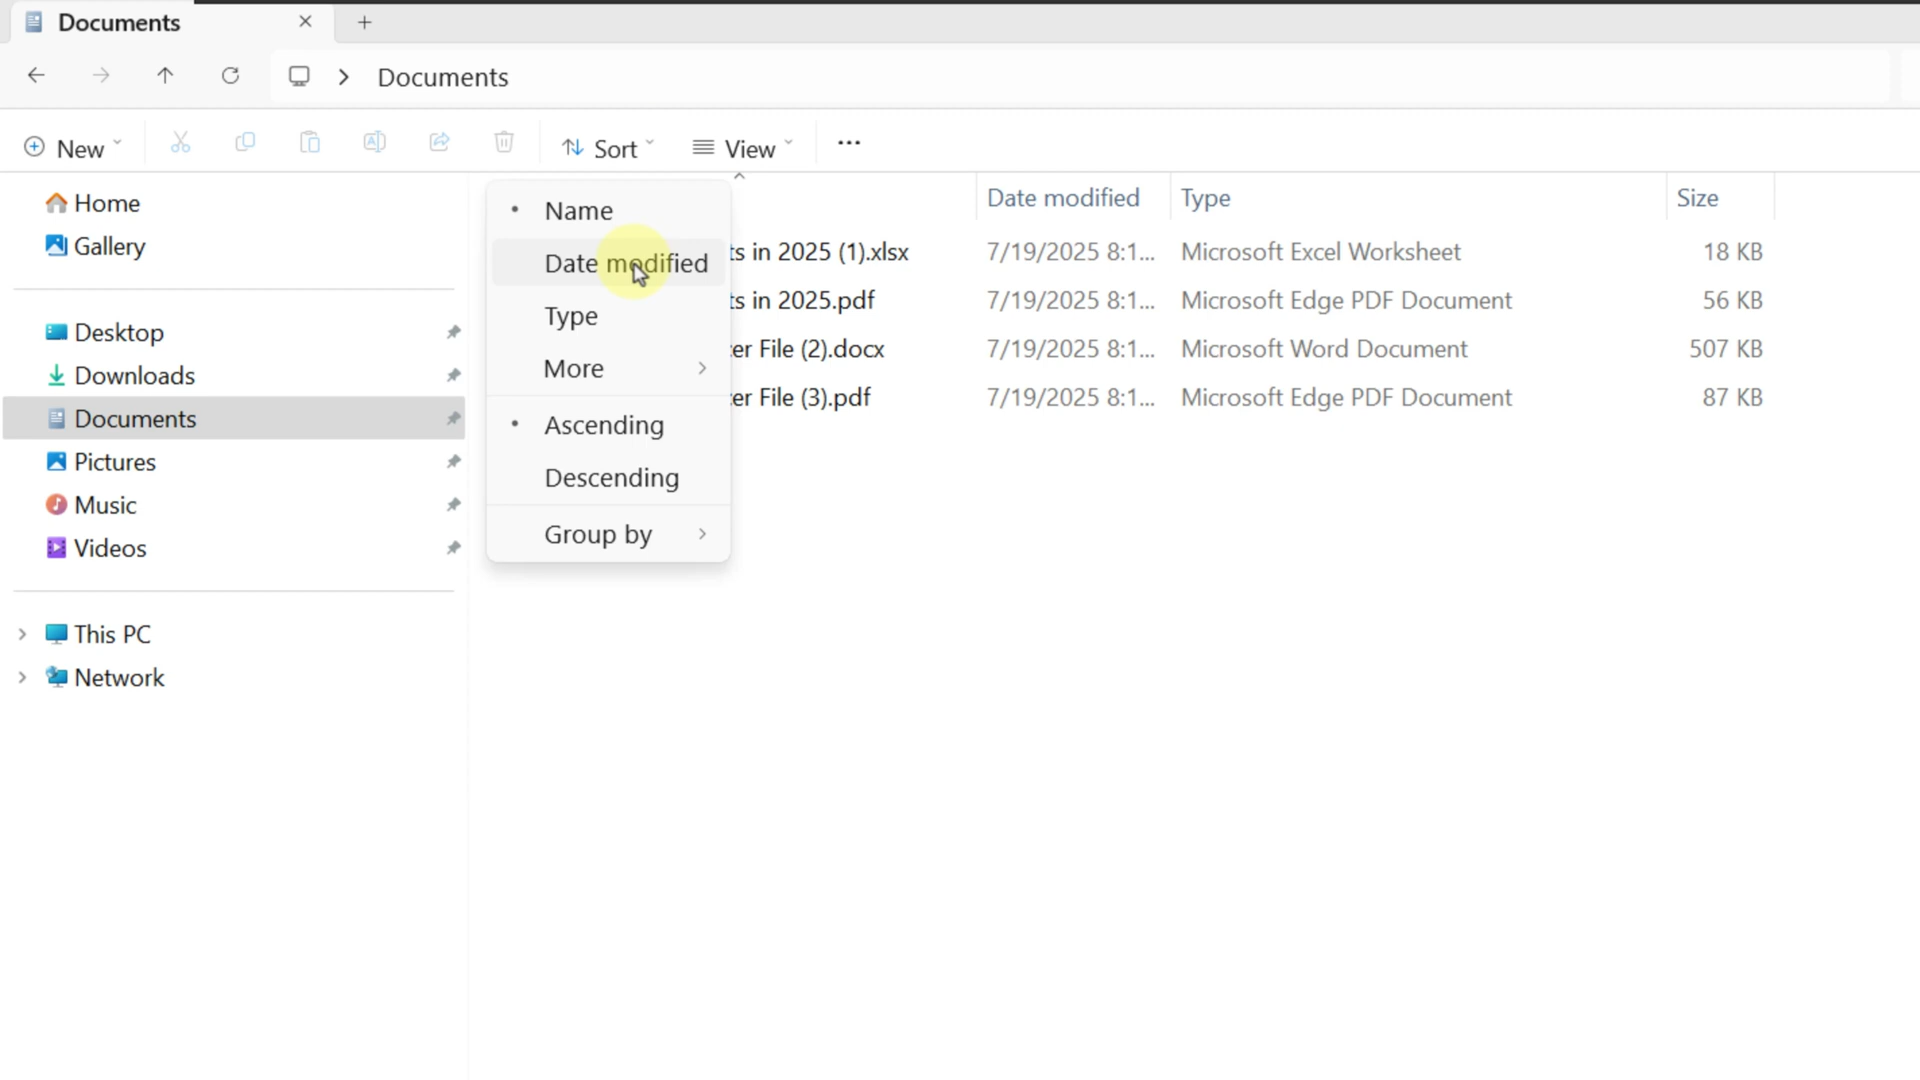 Documents
Documents
New
Sort
View
Name
Date modified
Type
More
Ascending
Descending
Group by
Date modified
Type
Size
ts in 2025 (1).xlsx 7/19/2025 8:1... Microsoft Excel Worksheet 18 KB
ts in 2025.pdf 7/19/2025 8:1... Microsoft Edge PDF Document 56 KB
er File (2).docx 7/19/2025 8:1... Microsoft Word Document 507 KB
er File (3).pdf 7/19/2025 8:1... Microsoft Edge PDF Document 87 KB
Home
Gallery
Desktop
Downloads
Documents
Pictures
Music
Videos
This PC
Network